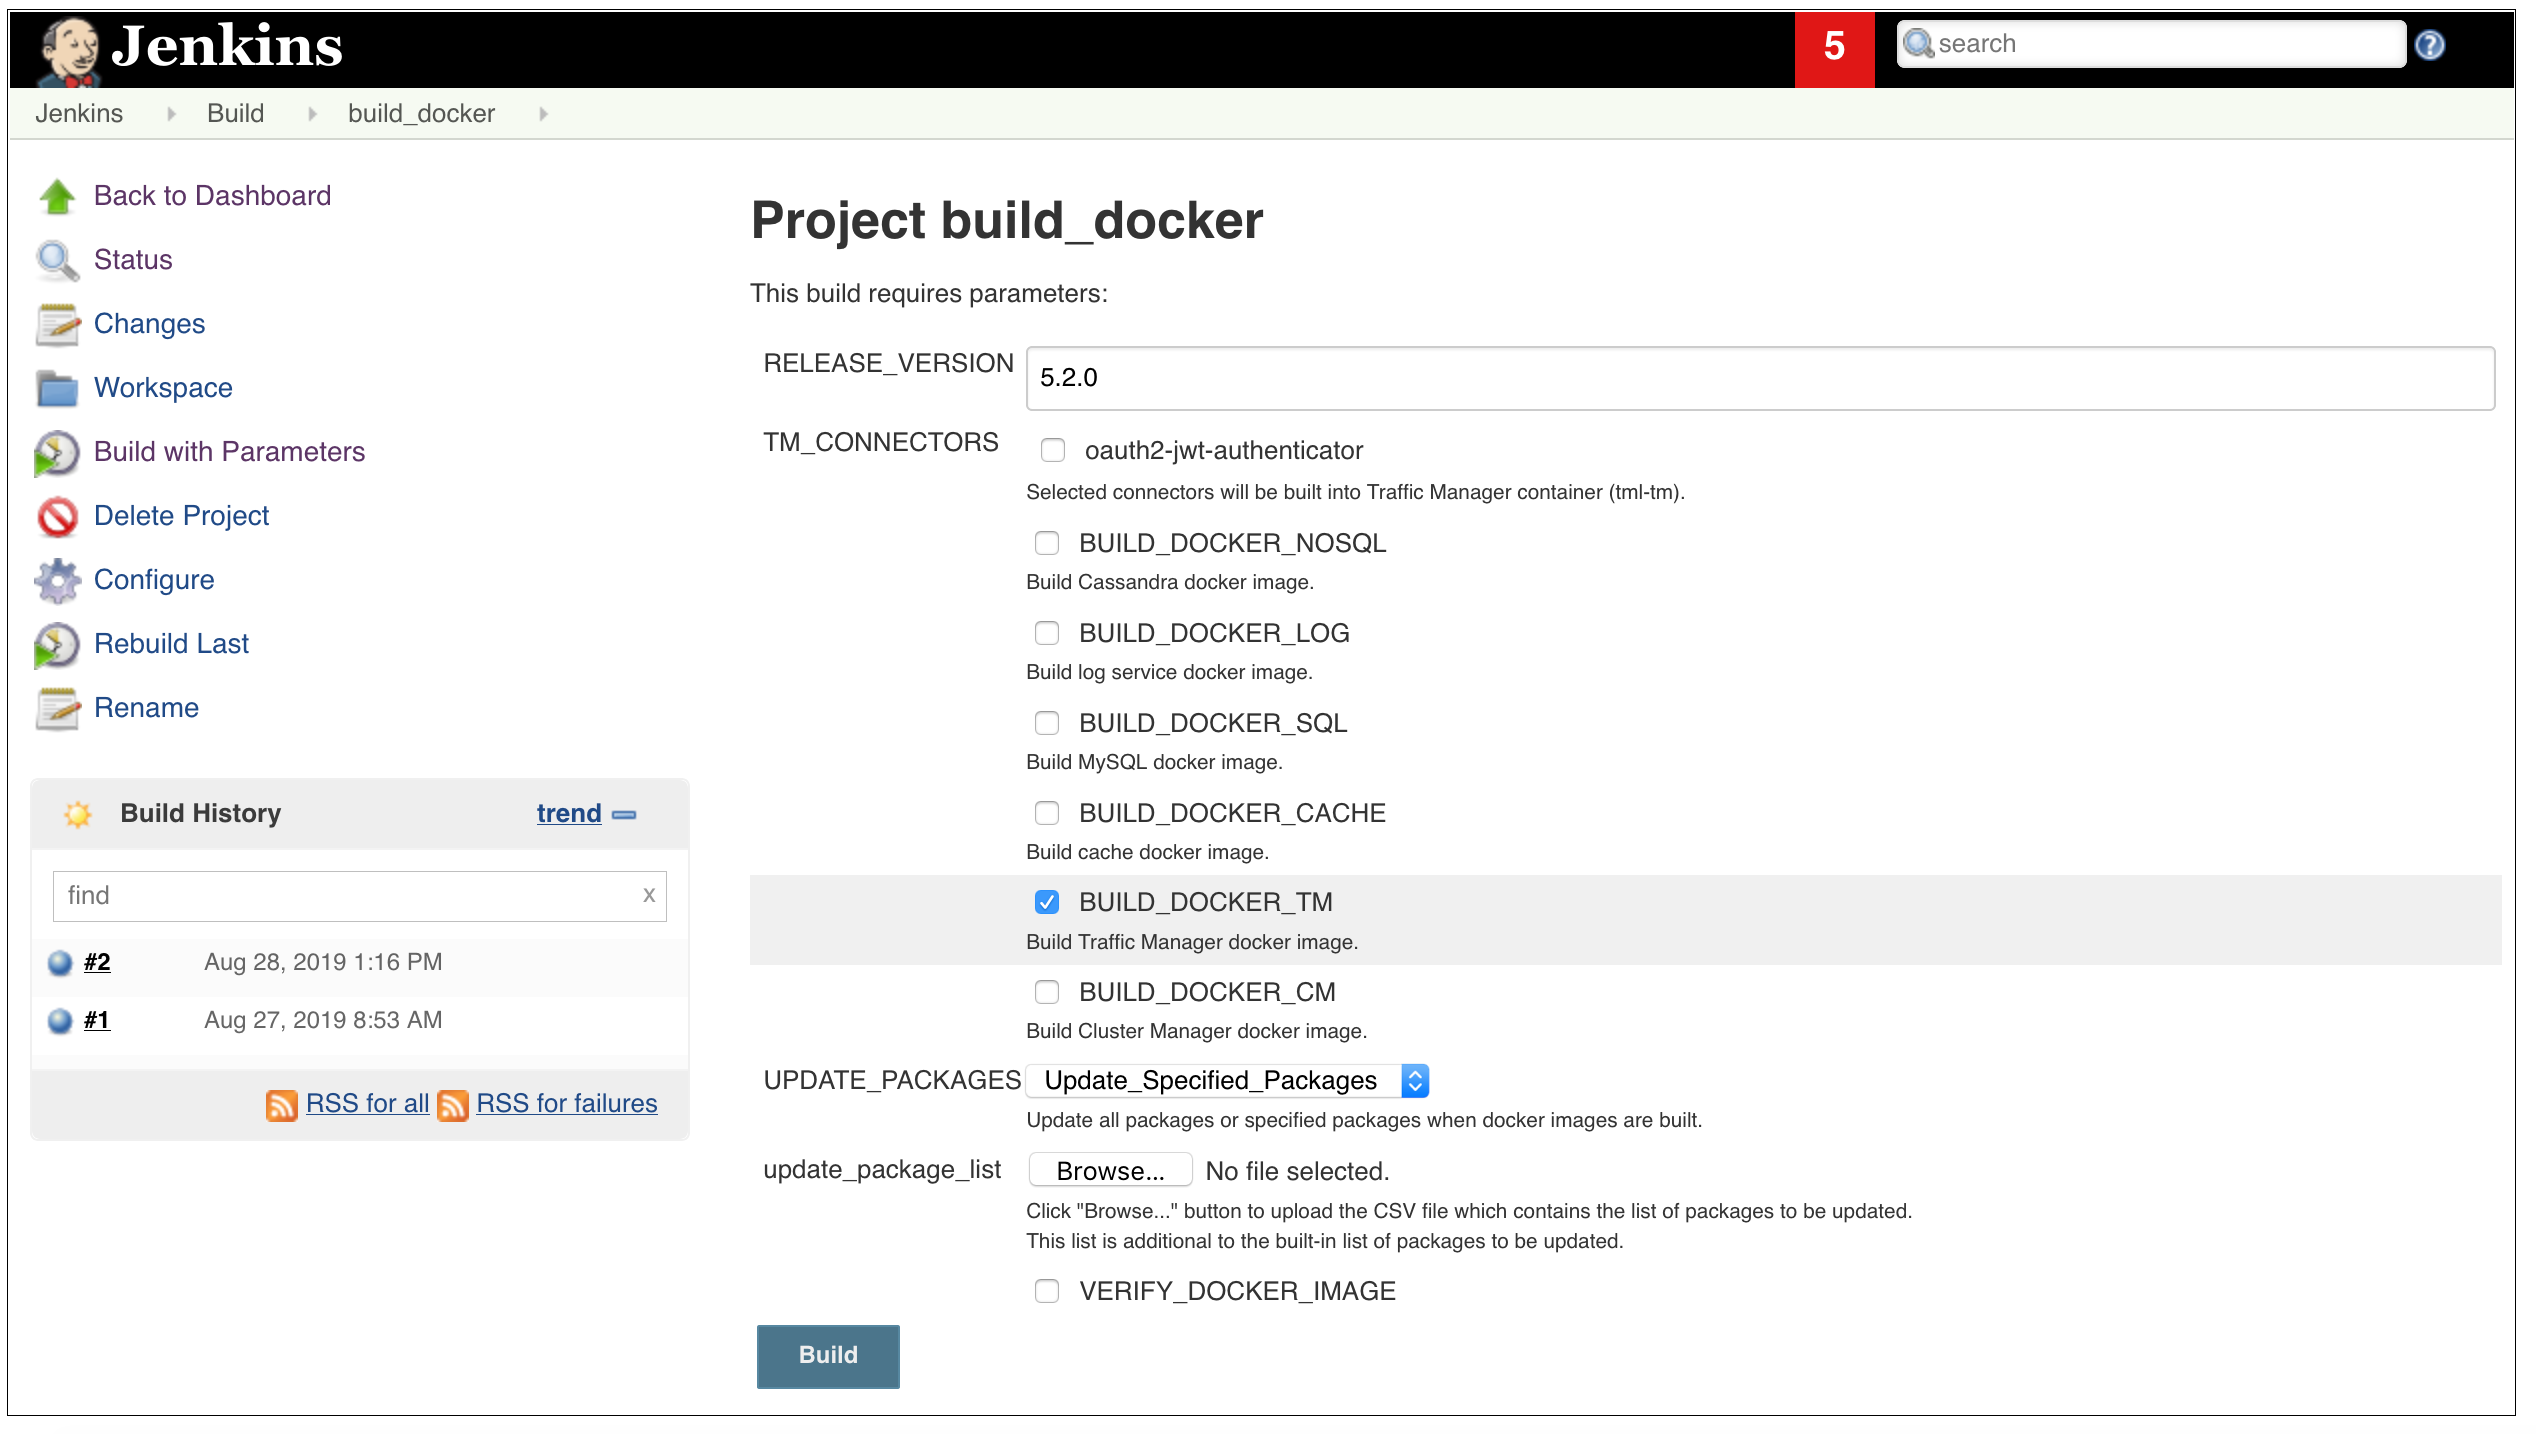 Jenkins
5
search
Jenkins
Build
build_docker
Back to Dashboard
Status
Changes
Workspace
Build with Parameters
Delete Project
Configure
Rebuild Last
Rename
Build History
trend
find
x
#2 Aug 28, 2019 1:16 PM
#1 Aug 27, 2019 8:53 AM
RSS for all RSS for failures
Project build_docker
This build requires parameters:
RELEASE_VERSION 5.2.0
TM_CONNECTORS oauth2-jwt-authenticator
Selected connectors will be built into Traffic Manager container (tml-tm).
BUILD_DOCKER_NOSQL
Build Cassandra docker image.
BUILD_DOCKER_LOG
Build log service docker image.
BUILD_DOCKER_SQL
Build MySQL docker image.
BUILD_DOCKER_CACHE
Build cache docker image.
BUILD_DOCKER_TM
Build Traffic Manager docker image.
BUILD_DOCKER_CM
Build Cluster Manager docker image.
UPDATE_PACKAGES Update_Specified_Packages
Update all packages or specified packages when docker images are built.
update_package_list Browse... No file selected.
Click "Browse..." button to upload the CSV file which contains the list of packages to be updated.
This list is additional to the built-in list of packages to be updated.
VERIFY_DOCKER_IMAGE
Build